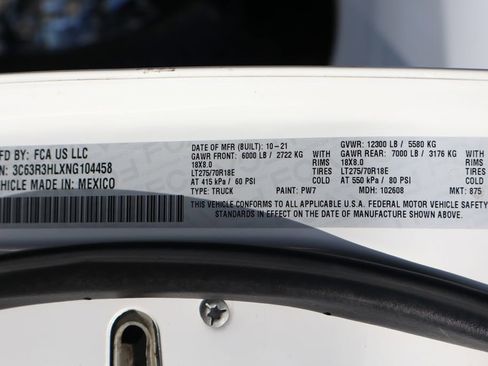 MFD BY: FCA US LLC
N: 3C63R3HLXNG104458
VEHICLE MADE IN: MEXICO
DATE OF MFR (BUILT): 10-21
GAWR FRONT: 6000 LB / 2722 KG WITH
18X8.0 RIMS
LT275/70R18E TIRES
AT 415 kPa / 60 PSI COLD
TYPE: TRUCK PAINT: PW7
GVWR: 12300 LB / 5580 KG
GAWR REAR: 7000 LB / 3176 KG WITH
18X8.0 RIMS
LT275/70R18E TIRES
AT 550 kPa / 80 PSI COLD
MDH: 102608 MKT: 875
THIS VEHICLE CONFORMS TO ALL APPLICABLE U.S.A. FEDERAL MOTOR VEHICLE SAFETY
STANDARDS IN EFFECT ON THE DATE OF MANUFACTURE SHOWN ABOVE